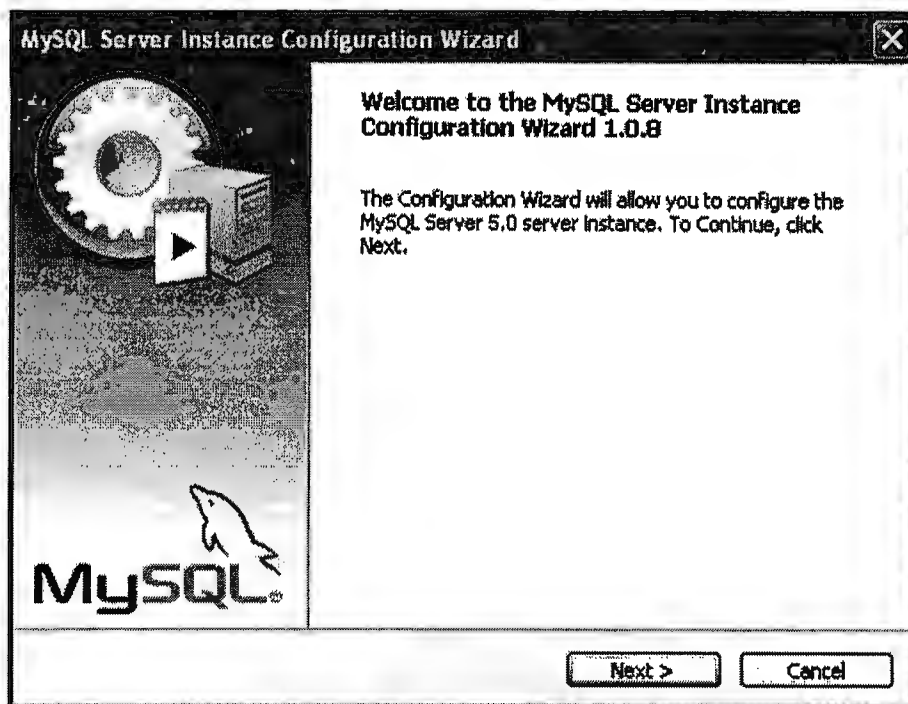 MySQL Server Instance Configuration Wizard
Welcome to the MySQL Server Instance
Configuration Wizard 1.0.8
The Configuration Wizard will allow you to configure the
MySQL Server 5.0 server instance. To Continue, click
Next.
MySQL®
Next >
Cancel